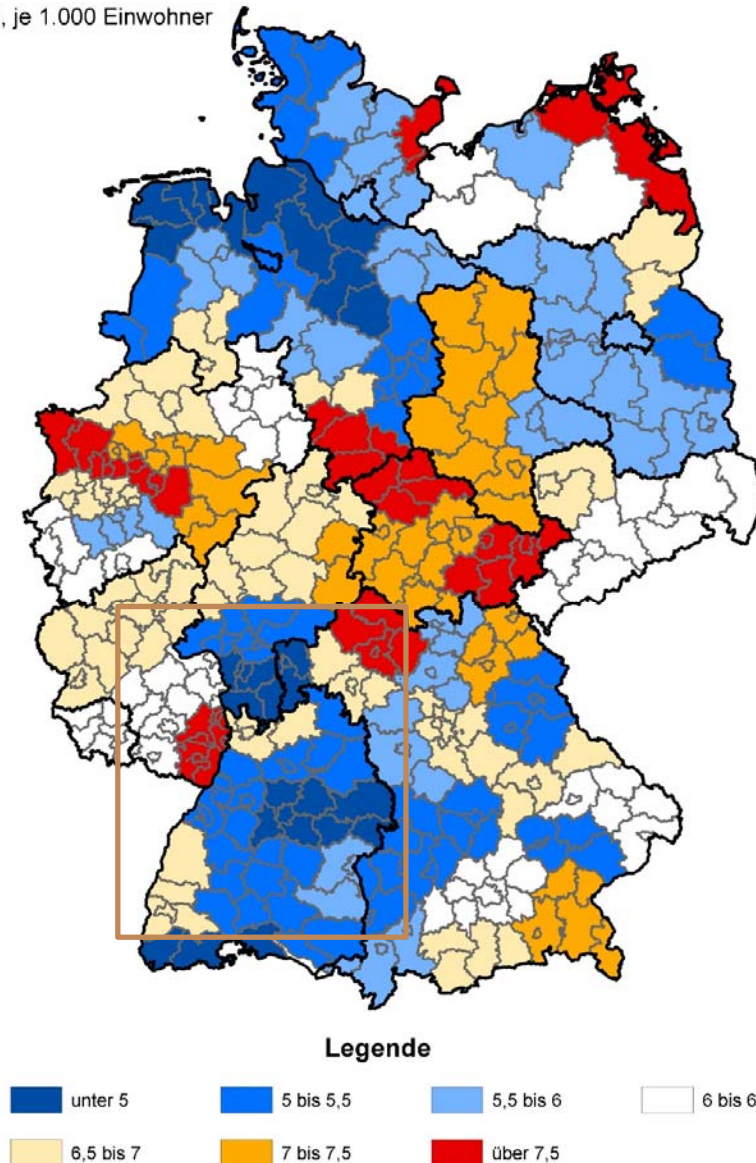 , je 1.000 Einwohner
Legende
unter 5
5 bis 5,5
5,5 bis 6
6 bis 6
6,5 bis 7
7 bis 7,5
über 7,5